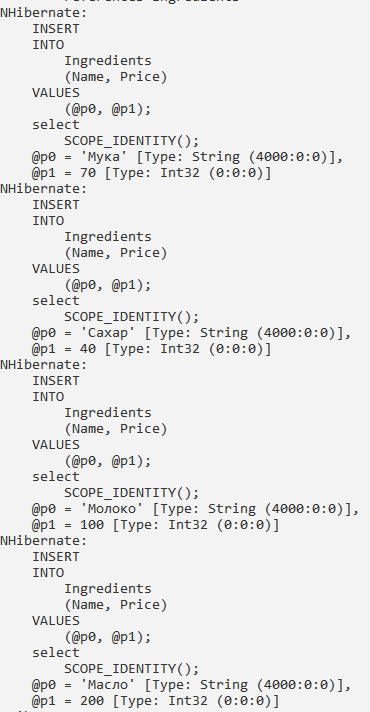 NHibernate:
INSERT
INTO
Ingredients
(Name, Price)
VALUES
(@p0, @p1);
select
SCOPE_IDENTITY();
@p0 = 'Мука' [Type: String (4000:0:0)],
@p1 = 70 [Type: Int32 (0:0:0)]
NHibernate:
INSERT
INTO
Ingredients
(Name, Price)
VALUES
(@p0, @p1);
select
SCOPE_IDENTITY();
@p0 = 'Сахар' [Type: String (4000:0:0)],
@p1 = 40 [Type: Int32 (0:0:0)]
NHibernate:
INSERT
INTO
Ingredients
(Name, Price)
VALUES
(@p0, @p1);
select
SCOPE_IDENTITY();
@p0 = 'Молоко' [Type: String (4000:0:0)],
@p1 = 100 [Type: Int32 (0:0:0)]
NHibernate:
INSERT
INTO
Ingredients
(Name, Price)
VALUES
(@p0, @p1);
select
SCOPE_IDENTITY();
@p0 = 'Масло' [Type: String (4000:0:0)],
@p1 = 200 [Type: Int32 (0:0:0)]